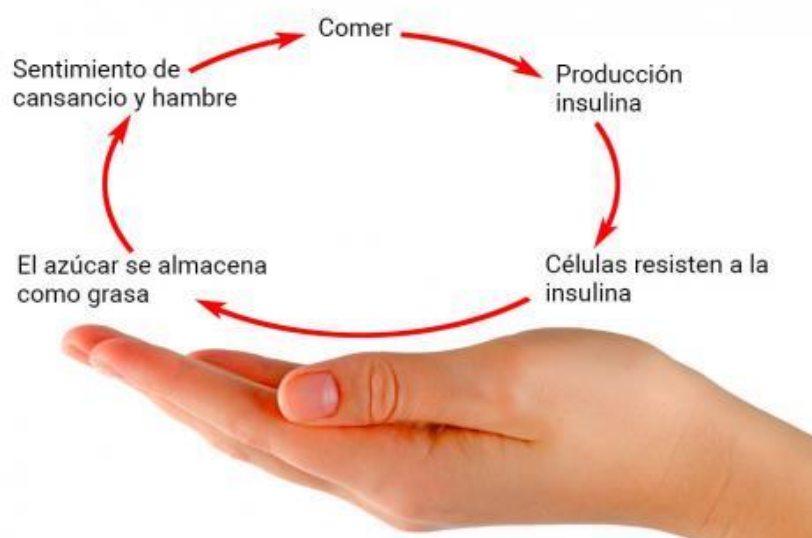 Comer
Producción
insulina
Células resisten a la
insulina
El azúcar se almacena
como grasa
Sentimiento de
cansancio y hambre